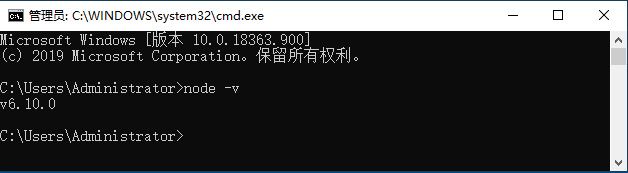 管理员: C:\WINDOWS\system32\cmd.exe
Microsoft Windows [版本 10.0.18363.900]
(c) 2019 Microsoft Corporation。保留所有权利。
C:\Users\Administrator>node -v
v6.10.0
C:\Users\Administrator>